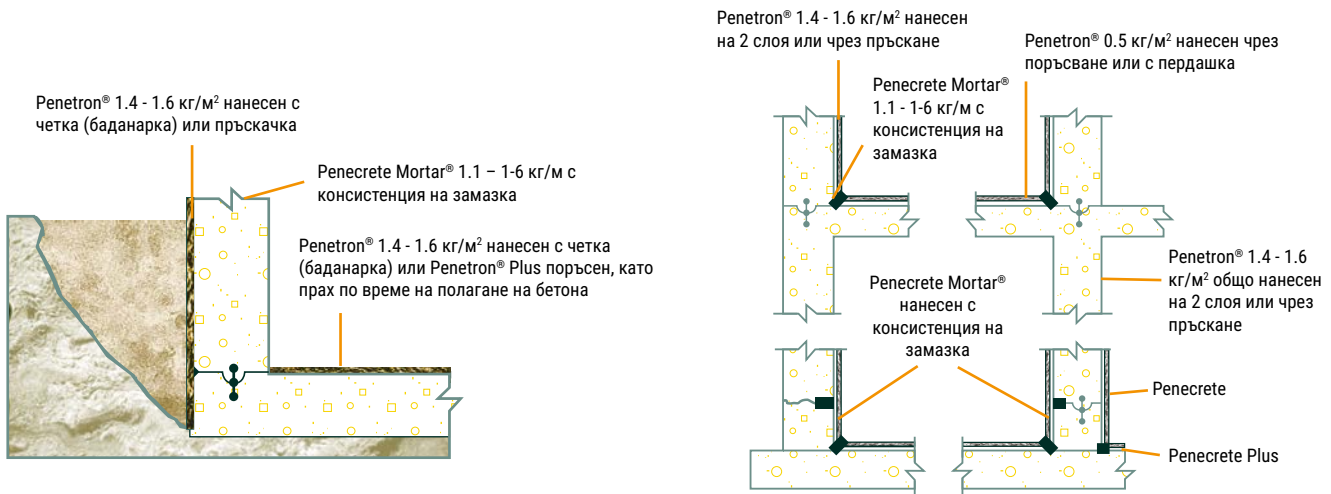 Penetron® 1.4 - 1.6 кг/м² нанесен с
четка (баданарка) или пръскачка
Penecrete Mortar® 1.1 – 1-6 кг/м с
консистенция на замазка
Penetron® 1.4 - 1.6 кг/м² нанесен с четка
(баданарка) или Penetron® Plus поръсен, като
прах по време на полагане на бетона
Penetron® 1.4 - 1.6 кг/м² нанесен
на 2 слоя или чрез пръскане
Penecrete Mortar®
1.1 - 1-6 кг/м с
консистенция на
замазка
Penetron® 0.5 кг/м² нанесен чрез
поръсване или с пердашка
Penetron® 1.4 - 1.6
кг/м² общо нанесен
на 2 слоя или чрез
пръскане
Penecrete Mortar®
нанесен с
консистенция на
замазка
Penecrete
Penecrete Plus